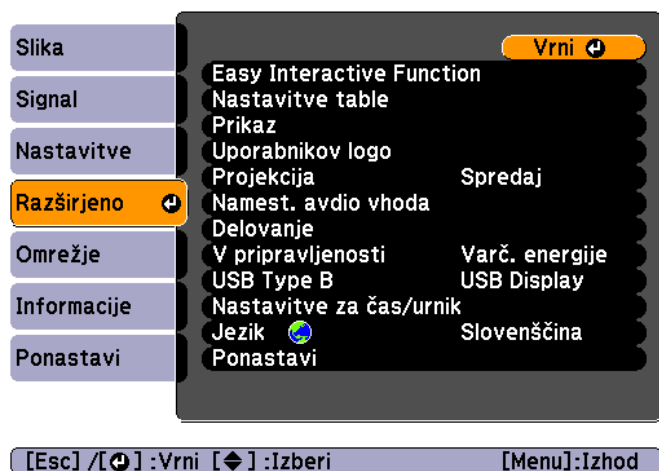 Slika
Signal
Nastavitve
Razširjeno
Omrežje
Informacije
Ponastavi
Vrni
Easy Interactive Function
Nastavitve table
Prikaz
Uporabnikov logo
Projekcija Spredaj
Namest. avdio vhoda
Delovanje
V pripravljenosti Varč. energije
USB Type B USB Display
Nastavitve za čas/urnik
Jezik Slovenščina
Ponastavi
[Esc] /[ ] :Vrni [ ] :Izberi [Menu]:Izhod